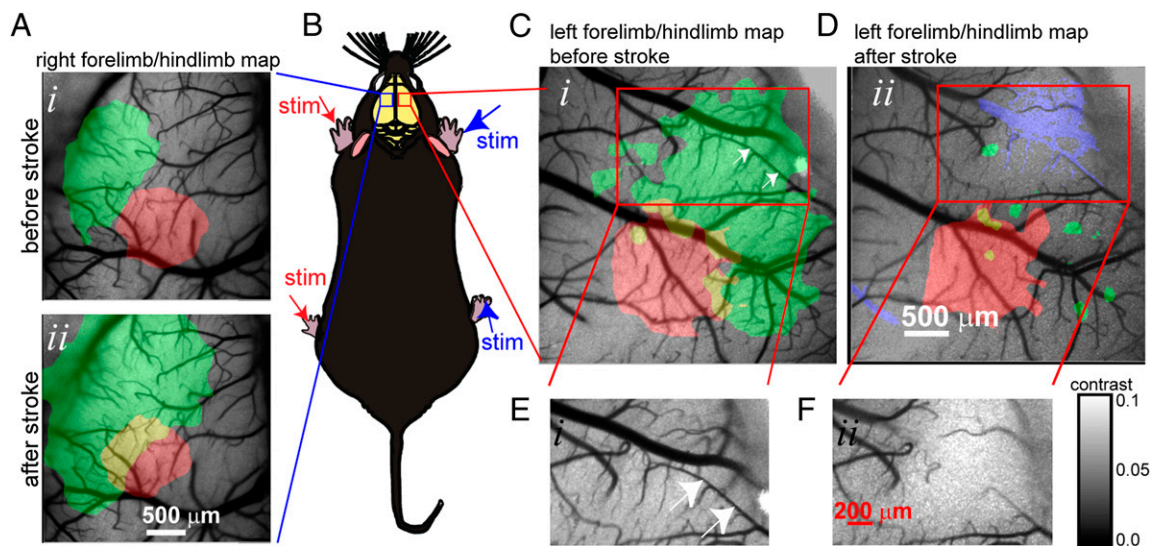 A
right forelimb/hindlimb map
i
before stroke
ii
after stroke
500 μm
B
stim
stim
stim
stim
C
left forelimb/hindlimb map
before stroke
i
D
left forelimb/hindlimb map
after stroke
ii
500 μm
E
i
F
ii
200 μm
contrast
0.1
0.05
0.0